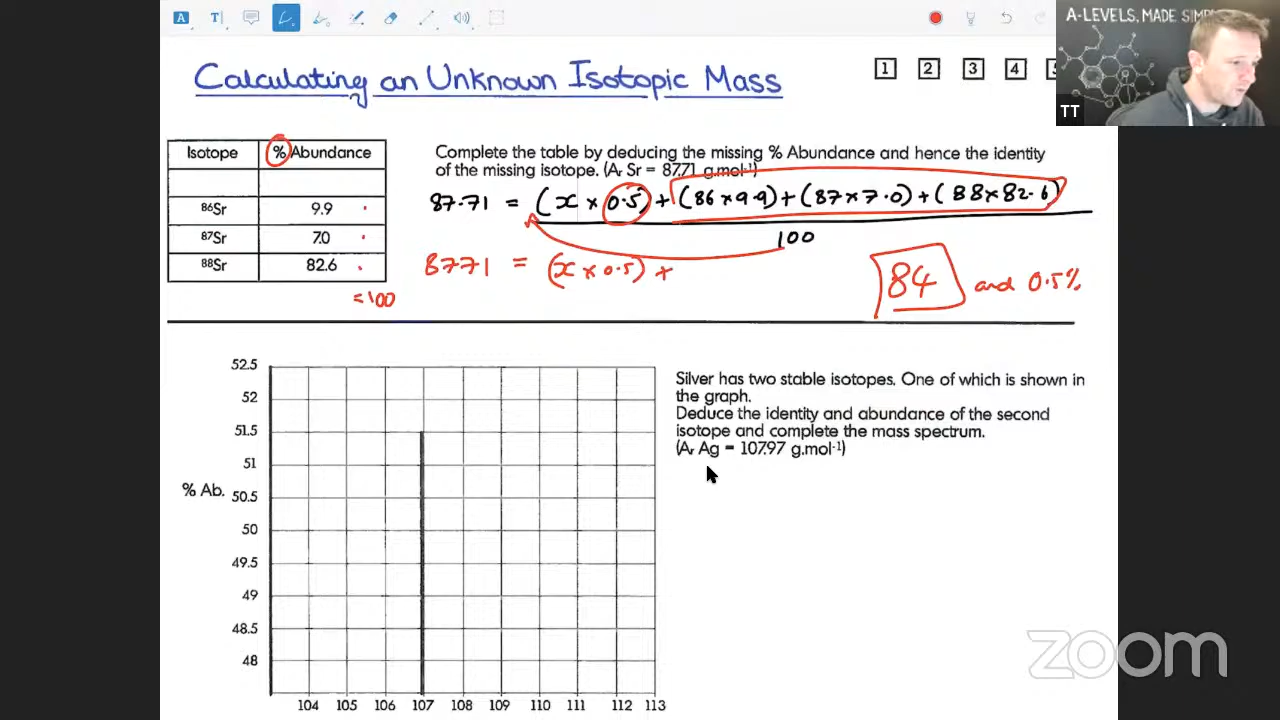 A-LEVELS, MADE SIMP
Calculating an Unknown Isotopic Mass
1 2 3 4 5
TT
Isotope % Abundance
86Sr 9.9
87Sr 7.0
88Sr 82.6
=100
Complete the table by deducing the missing % Abundance and hence the identity
of the missing isotope. (Ar Sr = 87.71 g.mol-1)
87.71 = (x × 0.5) + (86 × 9.9) + (87 × 7.0) + (88 × 82.6)
100
8771 = (x × 0.5) +
84 and 0.5%
Silver has two stable isotopes. One of which is shown in
the graph.
Deduce the identity and abundance of the second
isotope and complete the mass spectrum.
(Ar Ag = 107.97 g.mol-1)
52.5
52
51.5
51
% Ab. 50.5
50
49.5
49
48.5
48
104 105 106 107 108 109 110 111 112 113
zoom